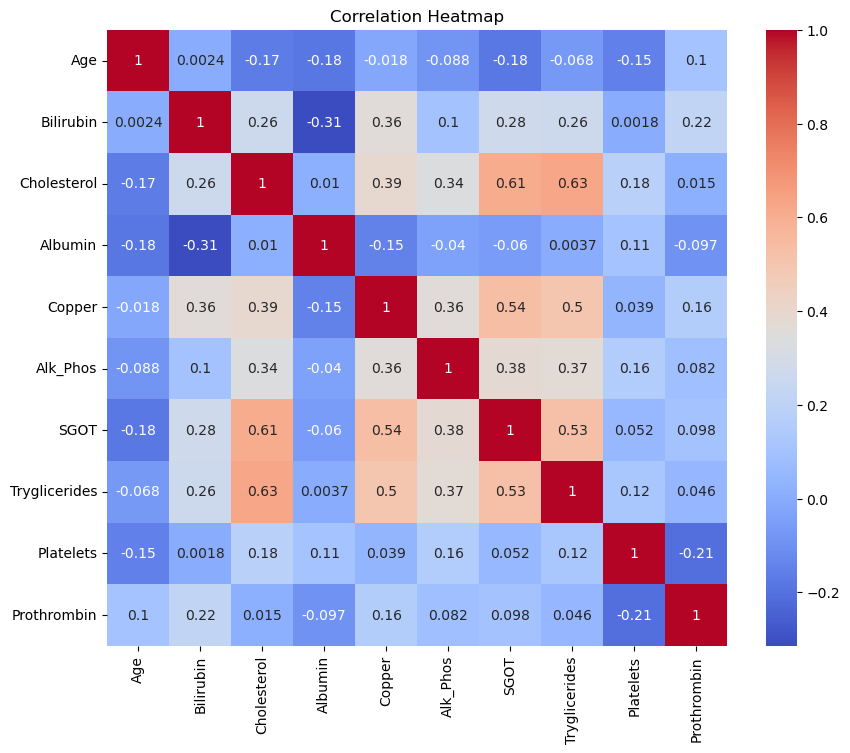 Correlation Heatmap
Age 1 0.0024 -0.17 -0.18 -0.018 -0.088 -0.18 -0.068 -0.15 0.1
Bilirubin 0.0024 1 0.26 -0.31 0.36 0.1 0.28 0.26 0.0018 0.22
Cholesterol -0.17 0.26 1 0.01 0.39 0.34 0.61 0.63 0.18 0.015
Albumin -0.18 -0.31 0.01 1 -0.15 -0.04 -0.06 0.0037 0.11 -0.097
Copper -0.018 0.36 0.39 -0.15 1 0.36 0.54 0.5 0.039 0.16
Alk_Phos -0.088 0.1 0.34 -0.04 0.36 1 0.38 0.37 0.16 0.082
SGOT -0.18 0.28 0.61 -0.06 0.54 0.38 1 0.53 0.052 0.098
Tryglicerides -0.068 0.26 0.63 0.0037 0.5 0.37 0.53 1 0.12 0.046
Platelets -0.15 0.0018 0.18 0.11 0.039 0.16 0.052 0.12 1 -0.21
Prothrombin 0.1 0.22 0.015 -0.097 0.16 0.082 0.098 0.046 -0.21 1
Age Bilirubin Cholesterol Albumin Copper Alk_Phos SGOT Tryglicerides Platelets Prothrombin
1.0
0.8
0.6
0.4
0.2
0.0
−0.2